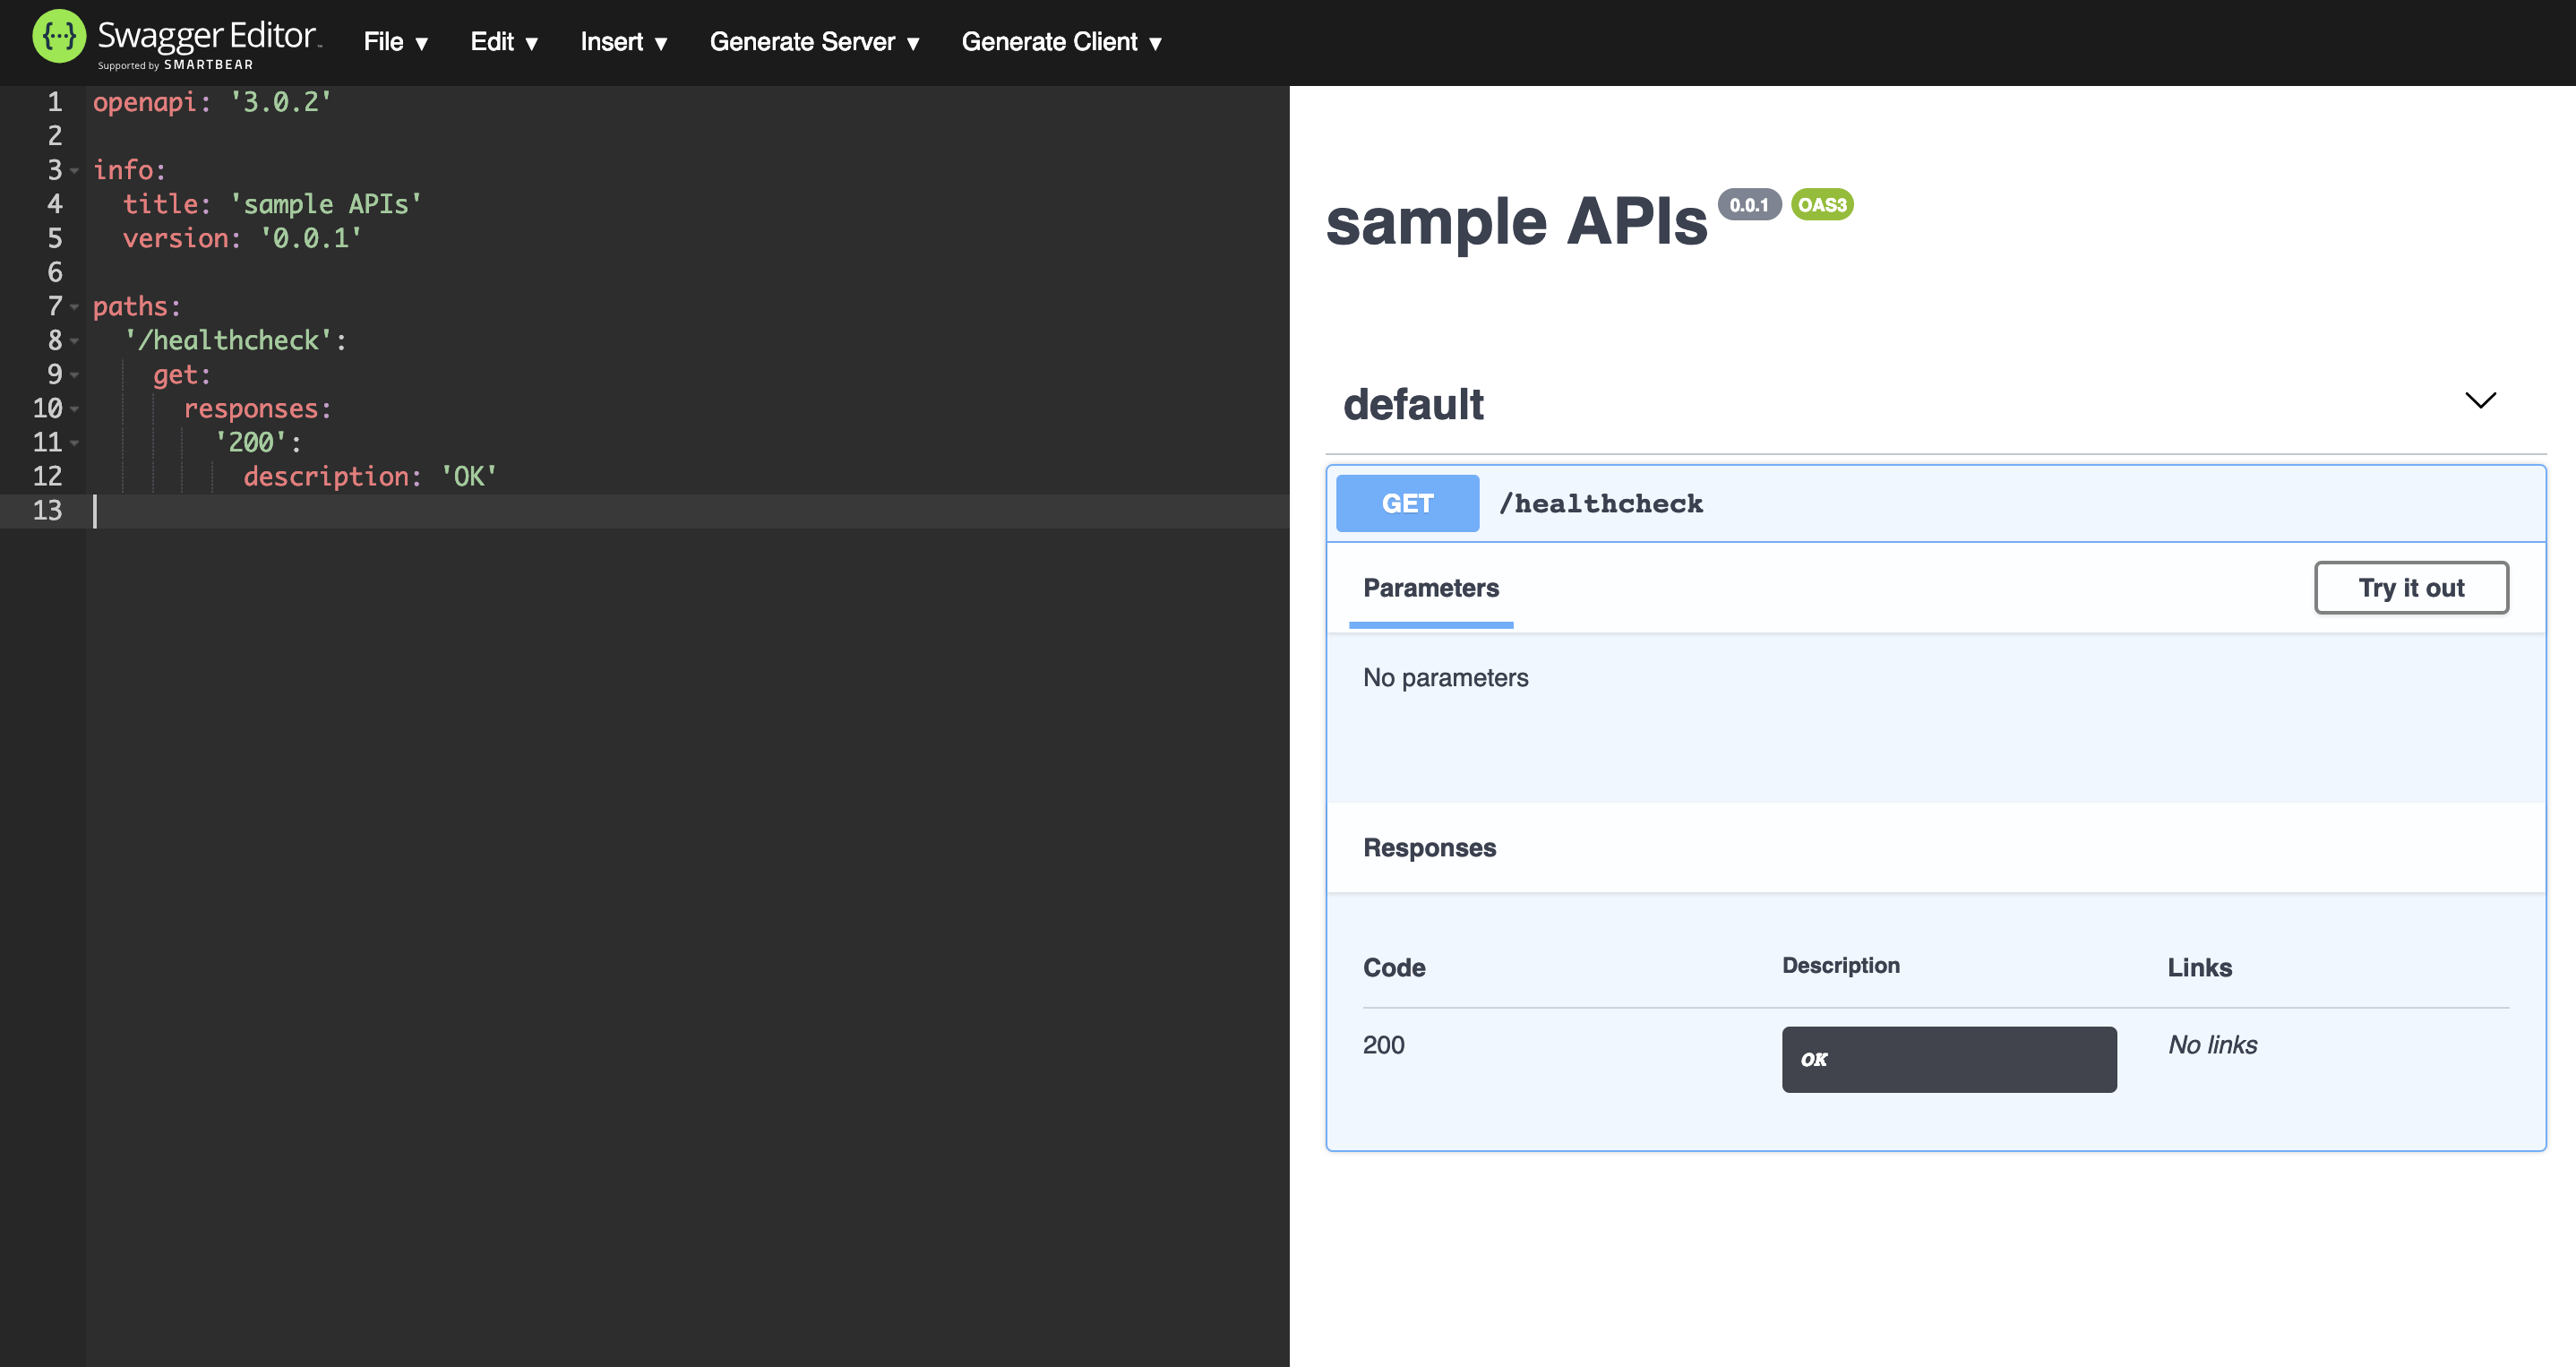 {···} Swagger Editor™
Supported by SMARTBEAR
File ▼ Edit ▼ Insert ▼ Generate Server ▼ Generate Client ▼
1 openapi: '3.0.2'
2
3 info:
4   title: 'sample APIs'
5   version: '0.0.1'
6
7 paths:
8   '/healthcheck':
9     get:
10       responses:
11         '200':
12           description: 'OK'
13
sample APIs 0.0.1 OAS3
default
GET /healthcheck
Parameters Try it out
No parameters
Responses
Code Description Links
200 OK No links